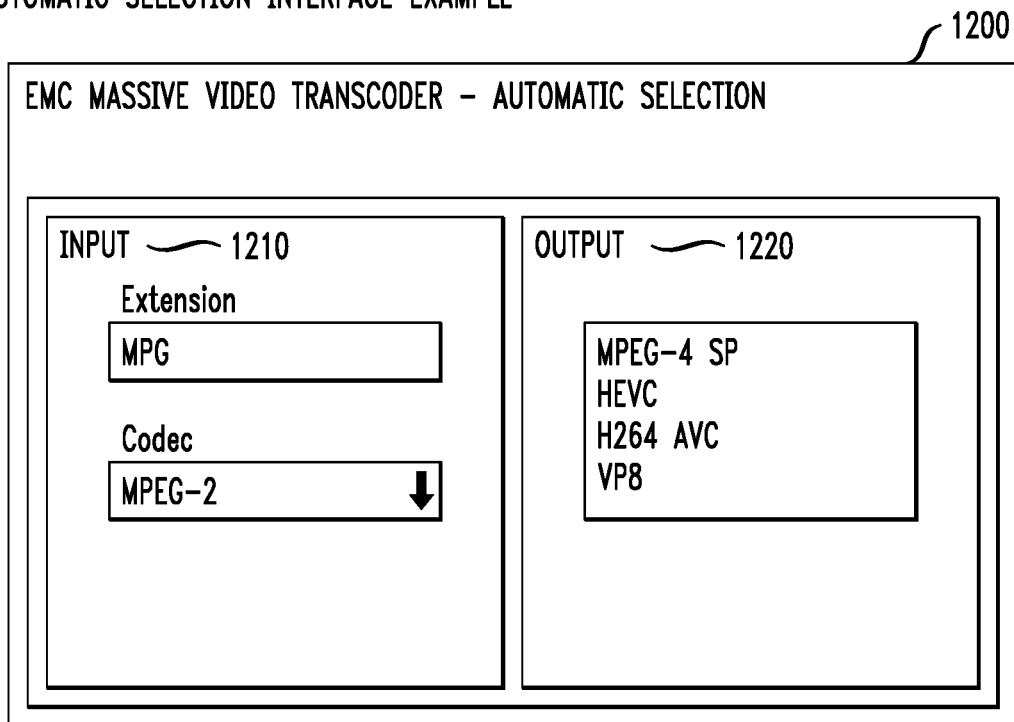 AUTOMATIC SELECTION INTERFACE EXAMPLE
1200
EMC MASSIVE VIDEO TRANSCODER – AUTOMATIC SELECTION
INPUT 1210
Extension
MPG
Codec
MPEG-2
OUTPUT 1220
MPEG-4 SP
HEVC
H264 AVC
VP8